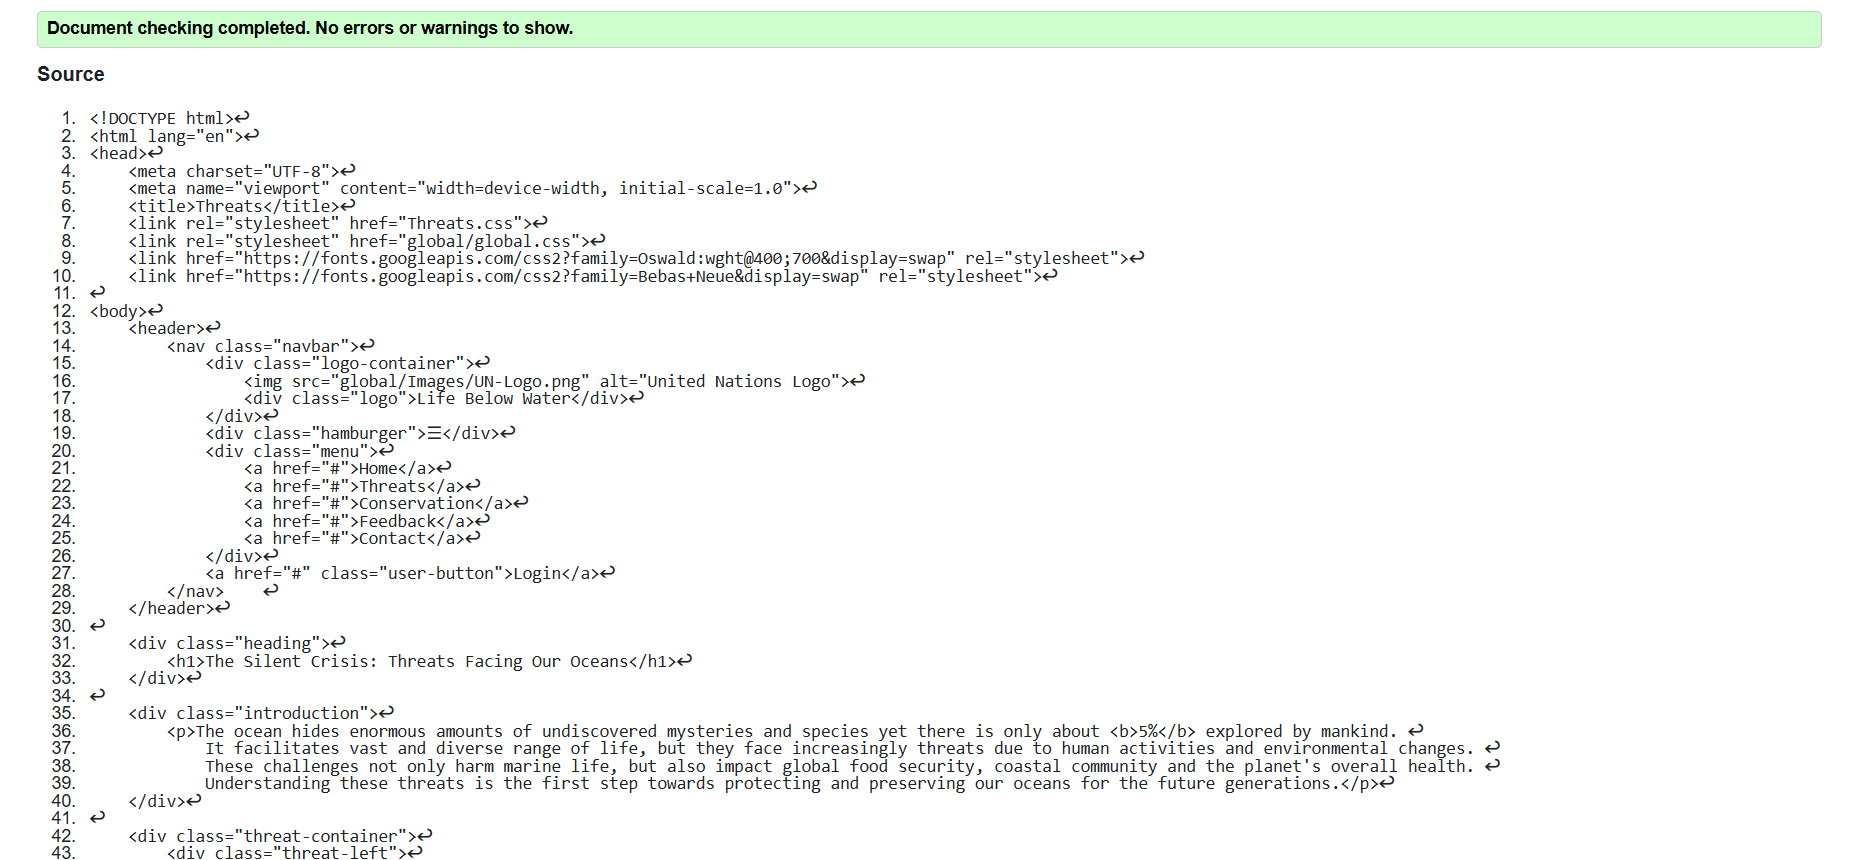 Document checking completed. No errors or warnings to show.
Source
1. <!DOCTYPE html>↩
2. <html lang="en">↩
3. <head>↩
4.     <meta charset="UTF-8">↩
5.     <meta name="viewport" content="width=device-width, initial-scale=1.0">↩
6.     <title>Threats</title>↩
7.     <link rel="stylesheet" href="Threats.css">↩
8.     <link rel="stylesheet" href="global/global.css">↩
9.     <link href="https://fonts.googleapis.com/css2?family=Oswald:wght@400;700&display=swap" rel="stylesheet">↩
10.     <link href="https://fonts.googleapis.com/css2?family=Bebas+Neue&display=swap" rel="stylesheet">↩
11. ↩
12. <body>↩
13.     <header>↩
14.         <nav class="navbar">↩
15.             <div class="logo-container">↩
16.                 <img src="global/Images/UN-Logo.png" alt="United Nations Logo">↩
17.                 <div class="logo">Life Below Water</div>↩
18.             </div>↩
19.             <div class="hamburger">☰</div>↩
20.             <div class="menu">↩
21.                 <a href="#">Home</a>↩
22.                 <a href="#">Threats</a>↩
23.                 <a href="#">Conservation</a>↩
24.                 <a href="#">Feedback</a>↩
25.                 <a href="#">Contact</a>↩
26.             </div>↩
27.             <a href="#" class="user-button">Login</a>↩
28.         </nav>    ↩
29.     </header>↩
30. ↩
31.     <div class="heading">↩
32.         <h1>The Silent Crisis: Threats Facing Our Oceans</h1>↩
33.     </div>↩
34. ↩
35.     <div class="introduction">↩
36.         <p>The ocean hides enormous amounts of undiscovered mysteries and species yet there is only about <b>5%</b> explored by mankind. ↩
37.             It facilitates vast and diverse range of life, but they face increasingly threats due to human activities and environmental changes. ↩
38.             These challenges not only harm marine life, but also impact global food security, coastal community and the planet's overall health. ↩
39.             Understanding these threats is the first step towards protecting and preserving our oceans for the future generations.</p>↩
40.     </div>↩
41. ↩
42.     <div class="threat-container">↩
43.         <div class="threat-left">↩